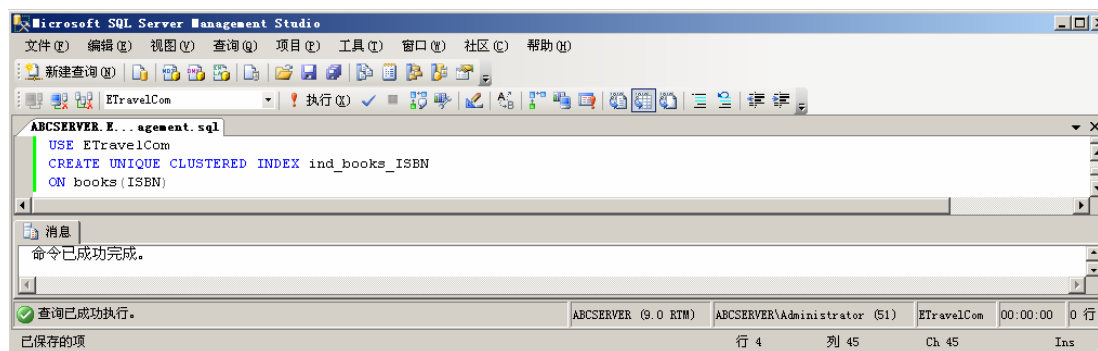 Microsoft SQL Server Management Studio
文件(F) 编辑(E) 视图(V) 查询(Q) 项目(P) 工具(T) 窗口(W) 社区(C) 帮助(H)
新建查询(N)
ETravelCom 执行(X)
ABCSERVER.E...agement.sql
USE ETravelCom
CREATE UNIQUE CLUSTERED INDEX ind_books_ISBN
ON books(ISBN)
消息
命令已成功完成。
查询已成功执行。 ABCSERVER (9.0 RTM) ABCSERVER\Administrator (51) ETravelCom 00:00:00 0 行
已保存的项 行 4 列 45 Ch 45 Ins